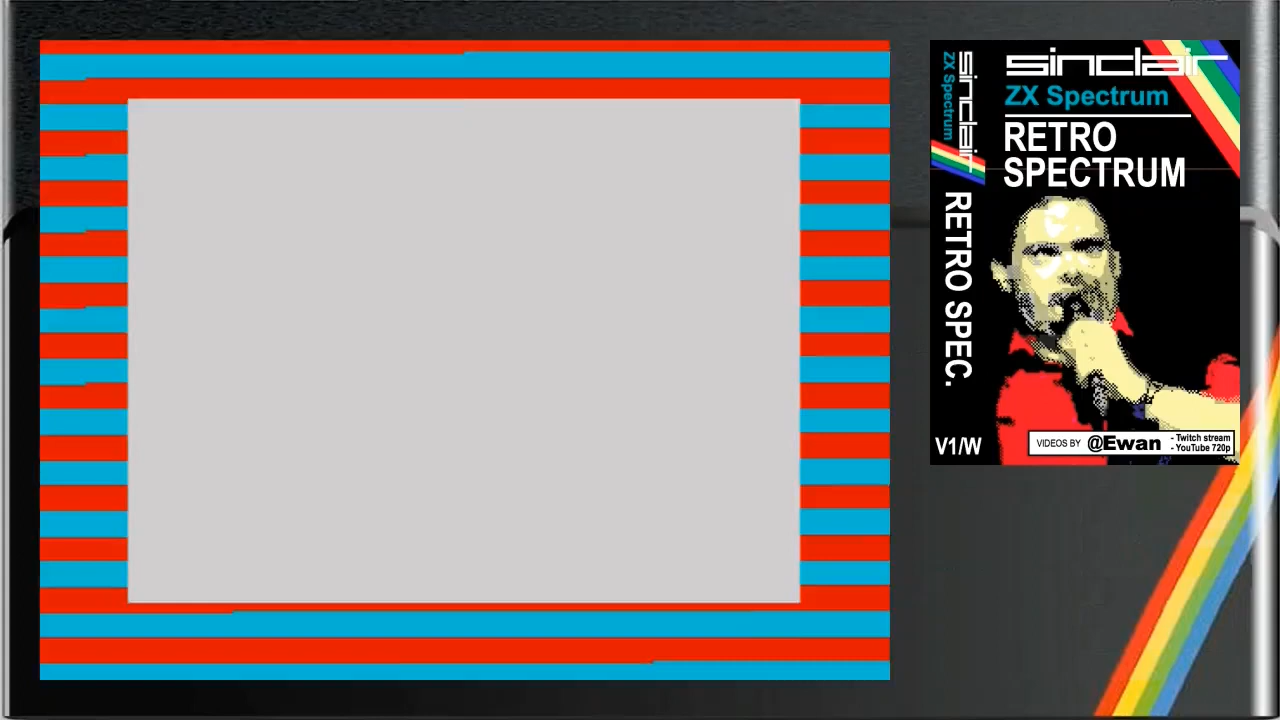 sinclair
ZX Spectrum
RETRO SPEC.
V1/W
sinclair
ZX Spectrum
RETRO
SPECTRUM
VIDEOS BY @Ewan
- Twitch stream
- YouTube 720p